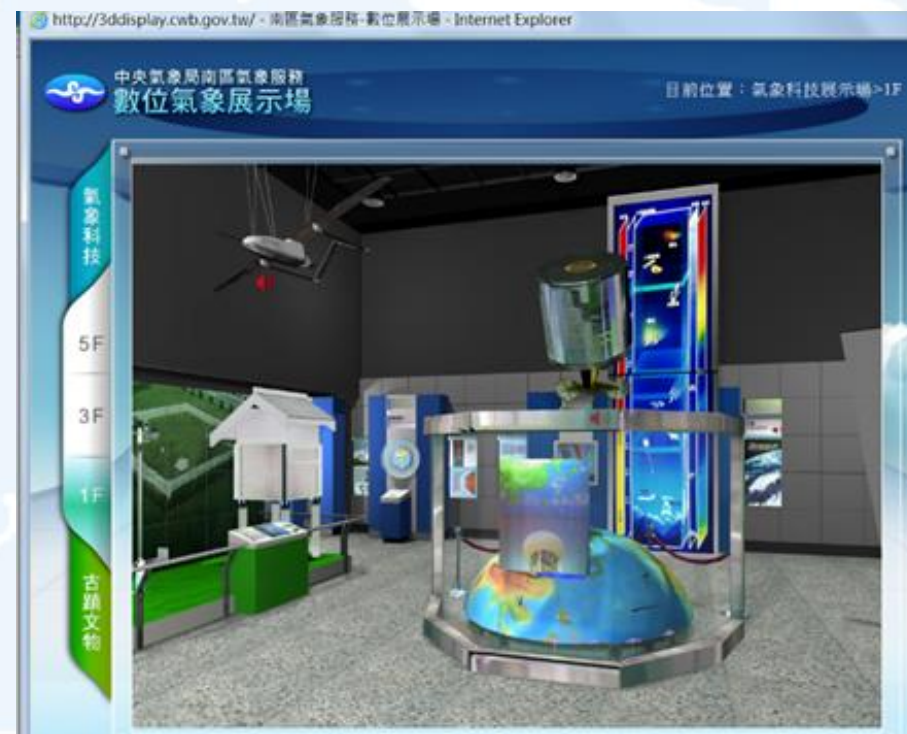 http://3ddisplay.cwb.gov.tw/ - 南區氣象服務-數位展示場 - Internet Explorer
中央氣象局南區氣象服務
數位氣象展示場
目前位置：氣象科技展示場>1F
氣象科技
5F
3F
1F
古蹟文物